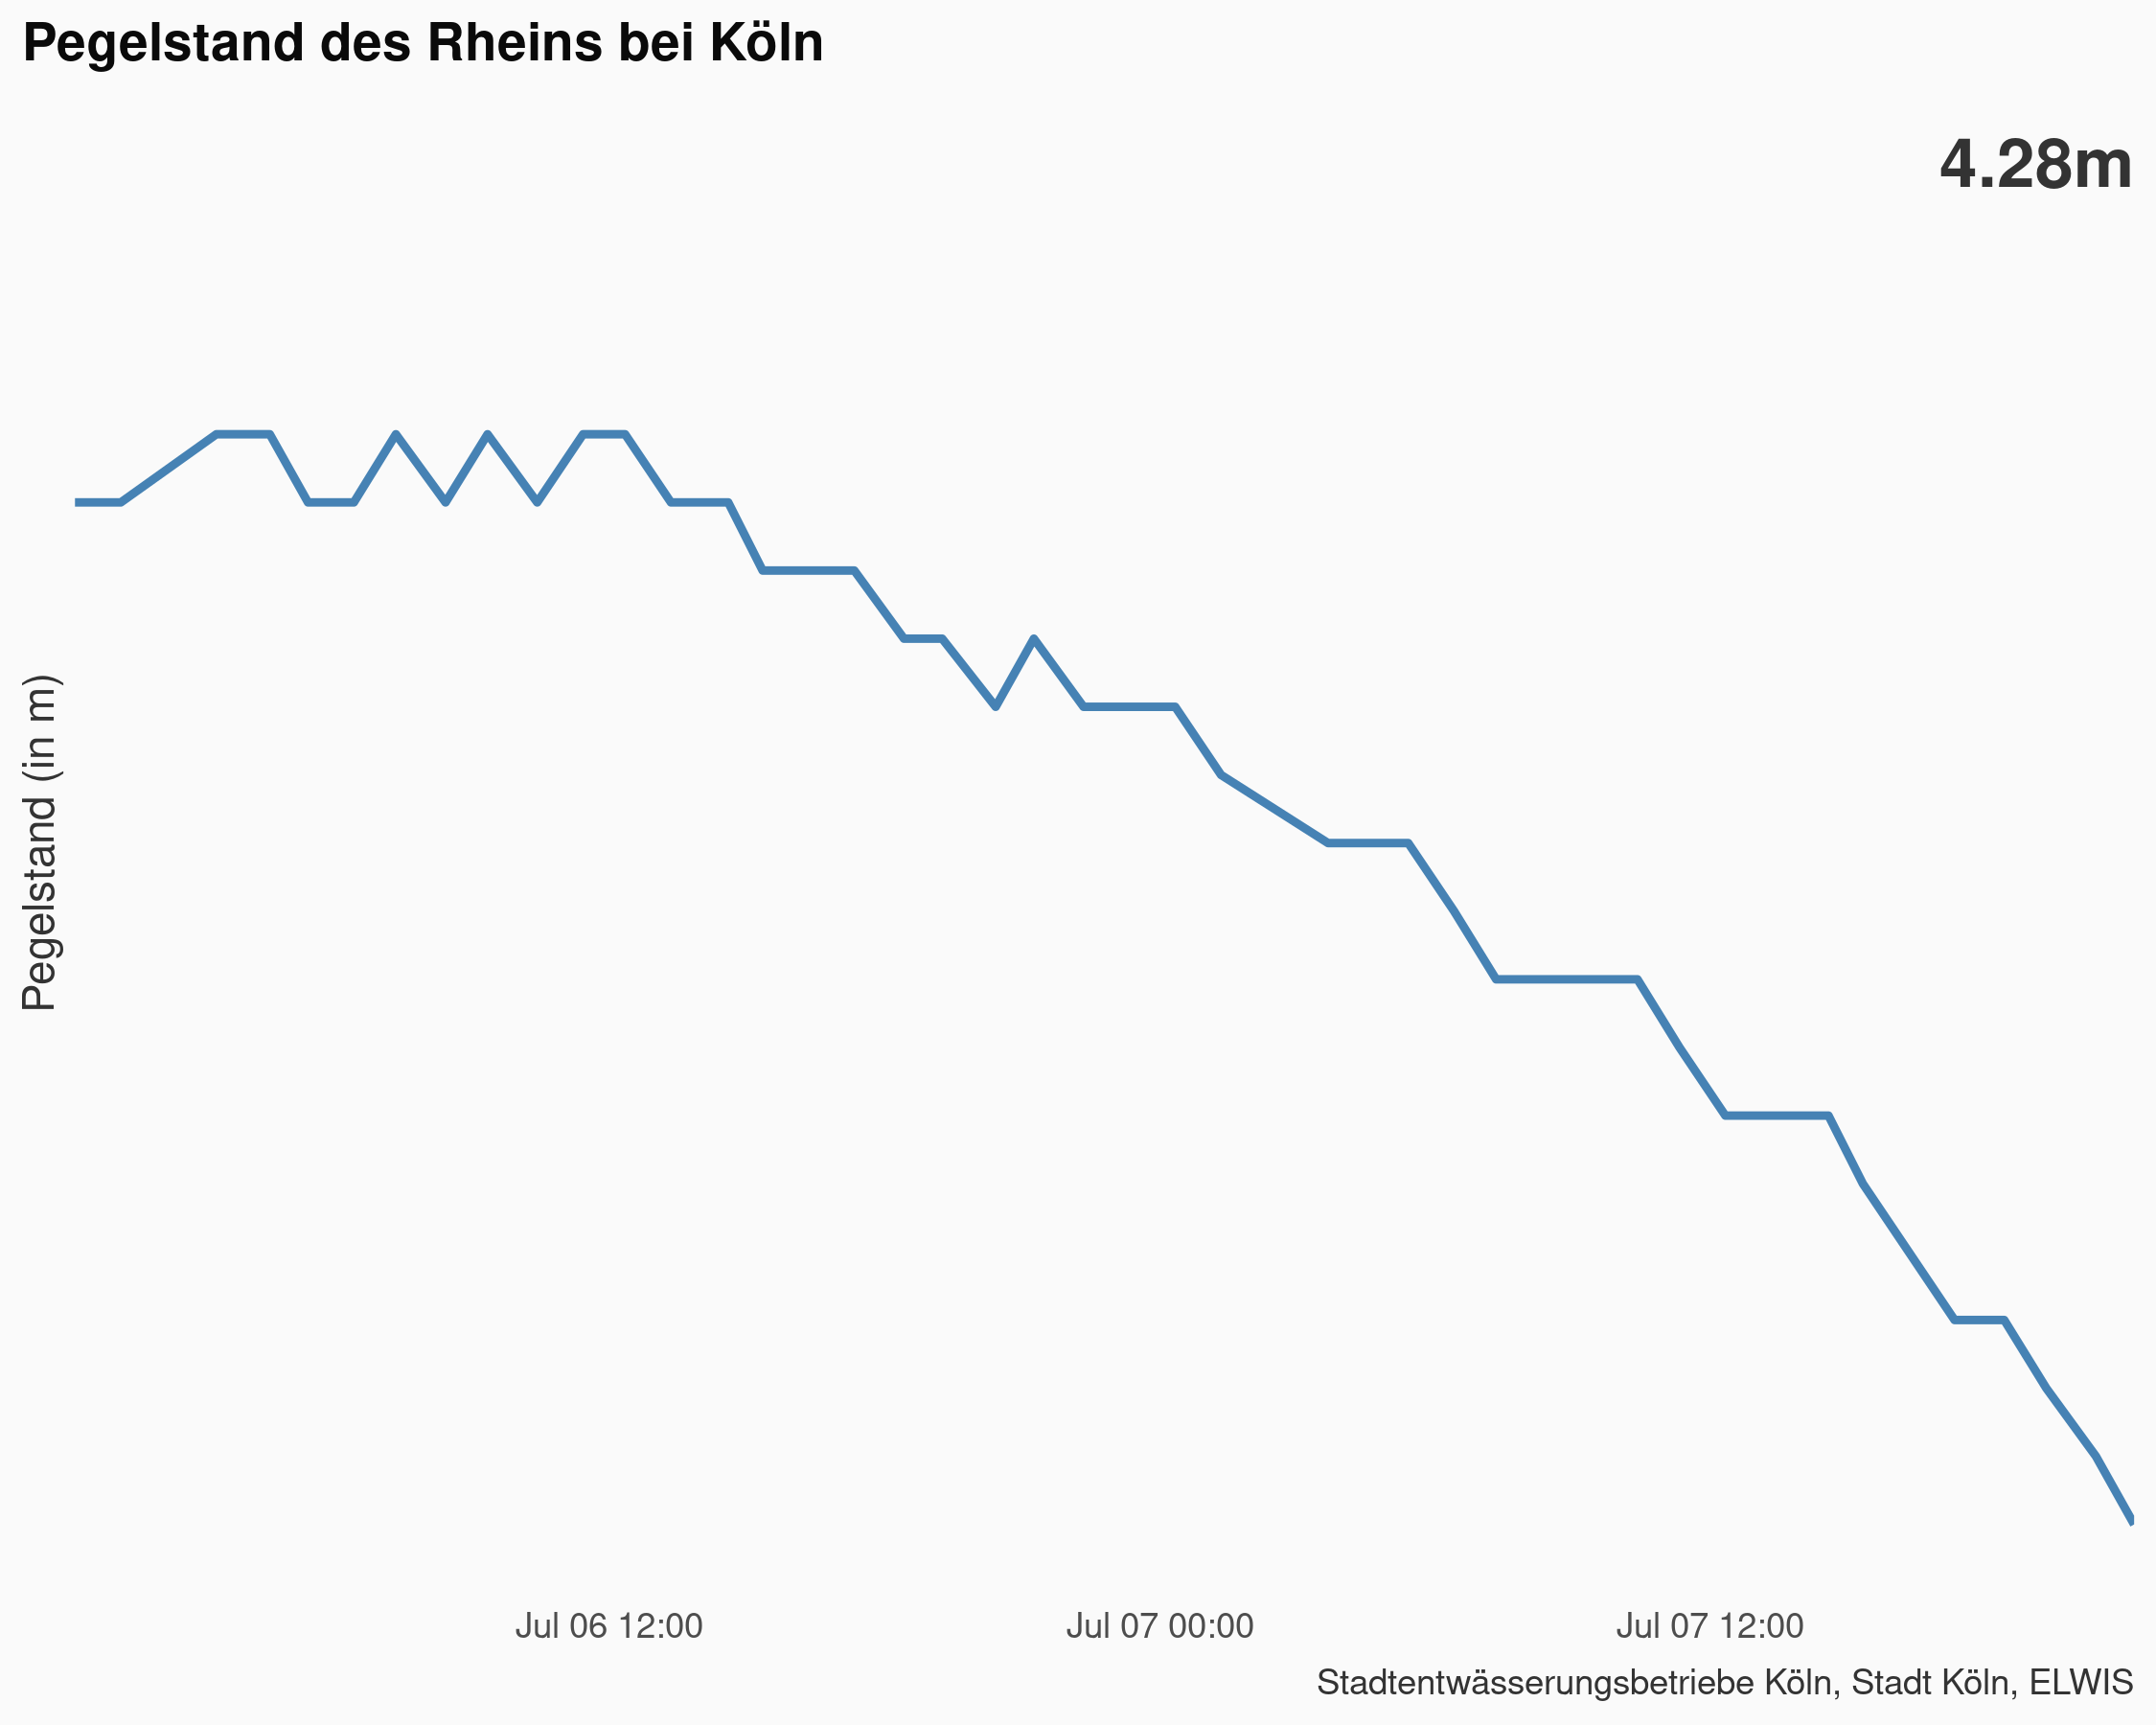 Pegelstand des Rheins bei Köln
4.28m
Pegelstand (in m)
Jul 06 12:00
Jul 07 00:00
Jul 07 12:00
Stadtentwässerungsbetriebe Köln, Stadt Köln, ELWIS